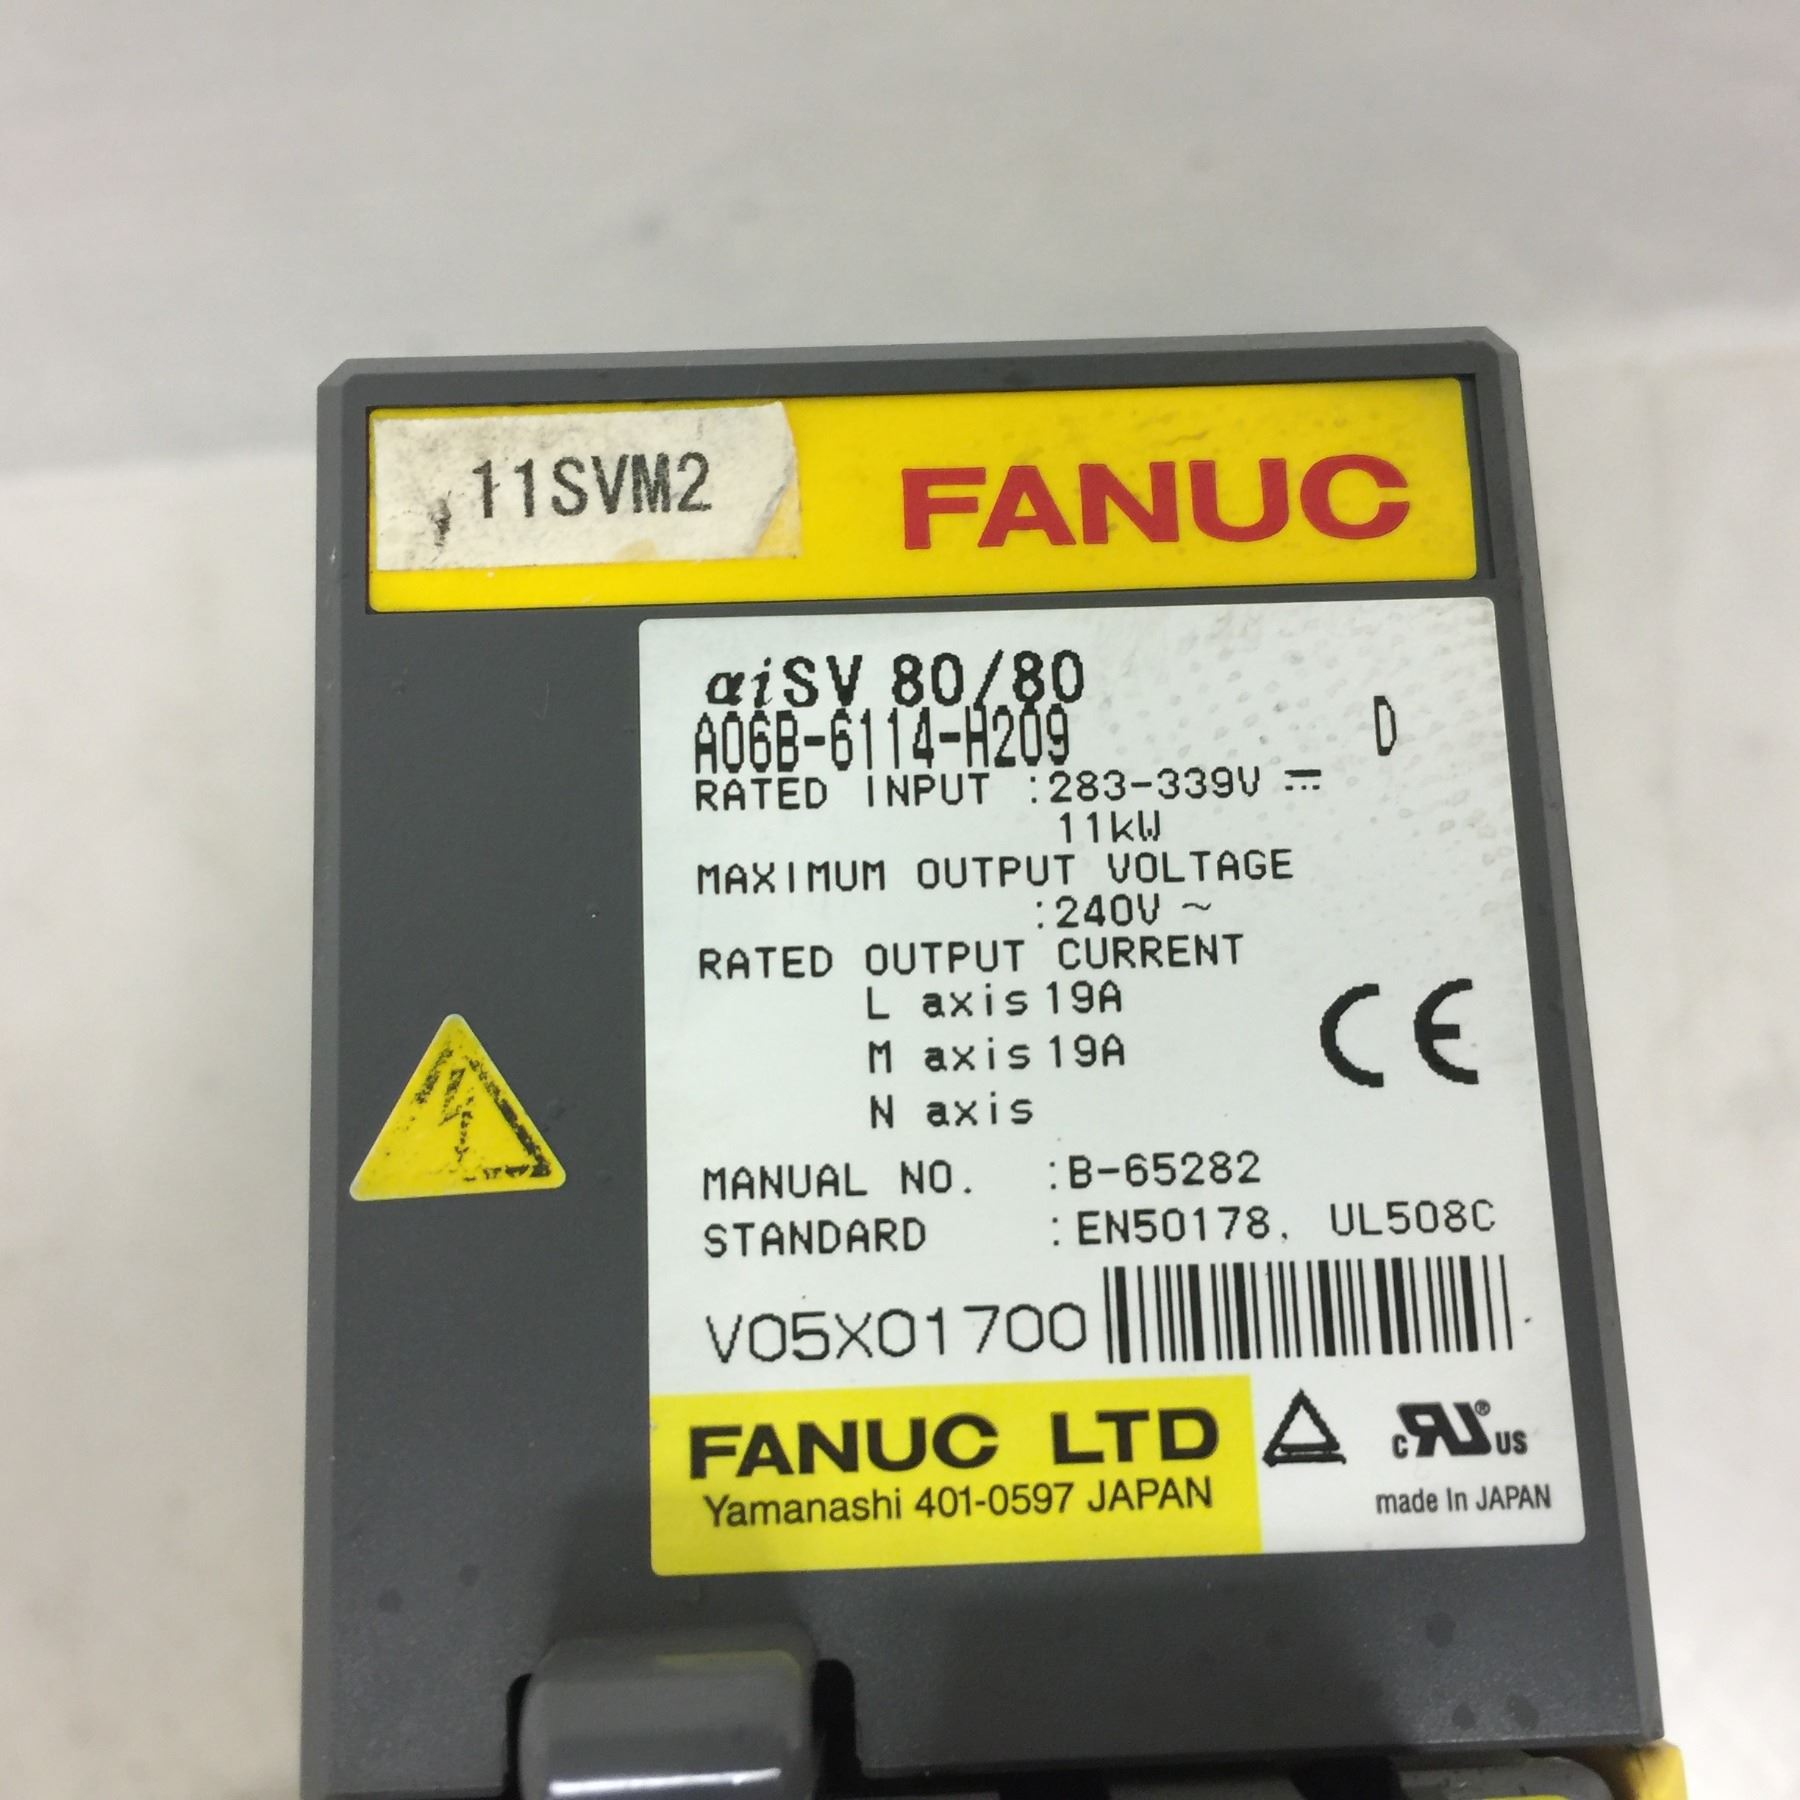 11SVM2
FANUC
αiSV 80/80
A06B-6114-H209
D
RATED INPUT :283-339V ⎓
11kW
MAXIMUM OUTPUT VOLTAGE
:240V ~
RATED OUTPUT CURRENT
L axis 19A
M axis 19A
N axis
CE
MANUAL NO. :B-65282
STANDARD :EN50178, UL508C
V05X01700
FANUC LTD
Yamanashi 401-0597 JAPAN
c RU ® US
made In JAPAN